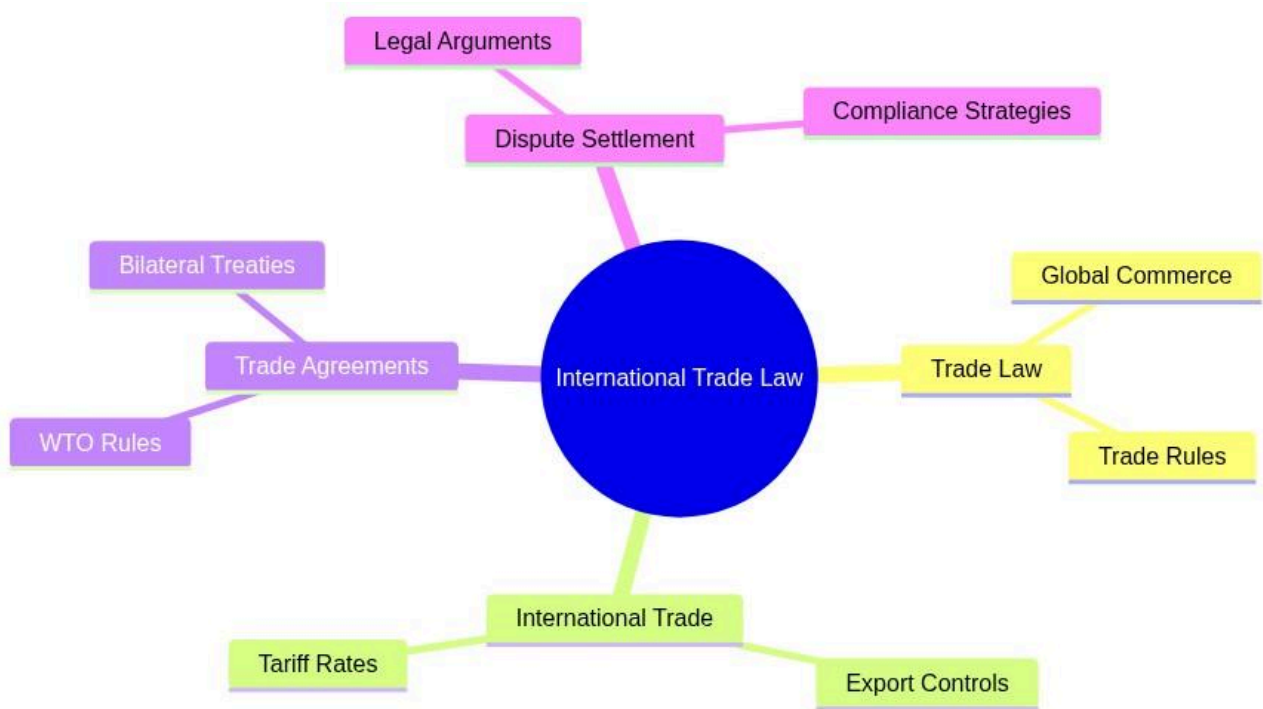 Legal Arguments
Compliance Strategies
Dispute Settlement
Bilateral Treaties
Global Commerce
Trade Agreements
International Trade Law
Trade Law
WTO Rules
Trade Rules
International Trade
Tariff Rates
Export Controls